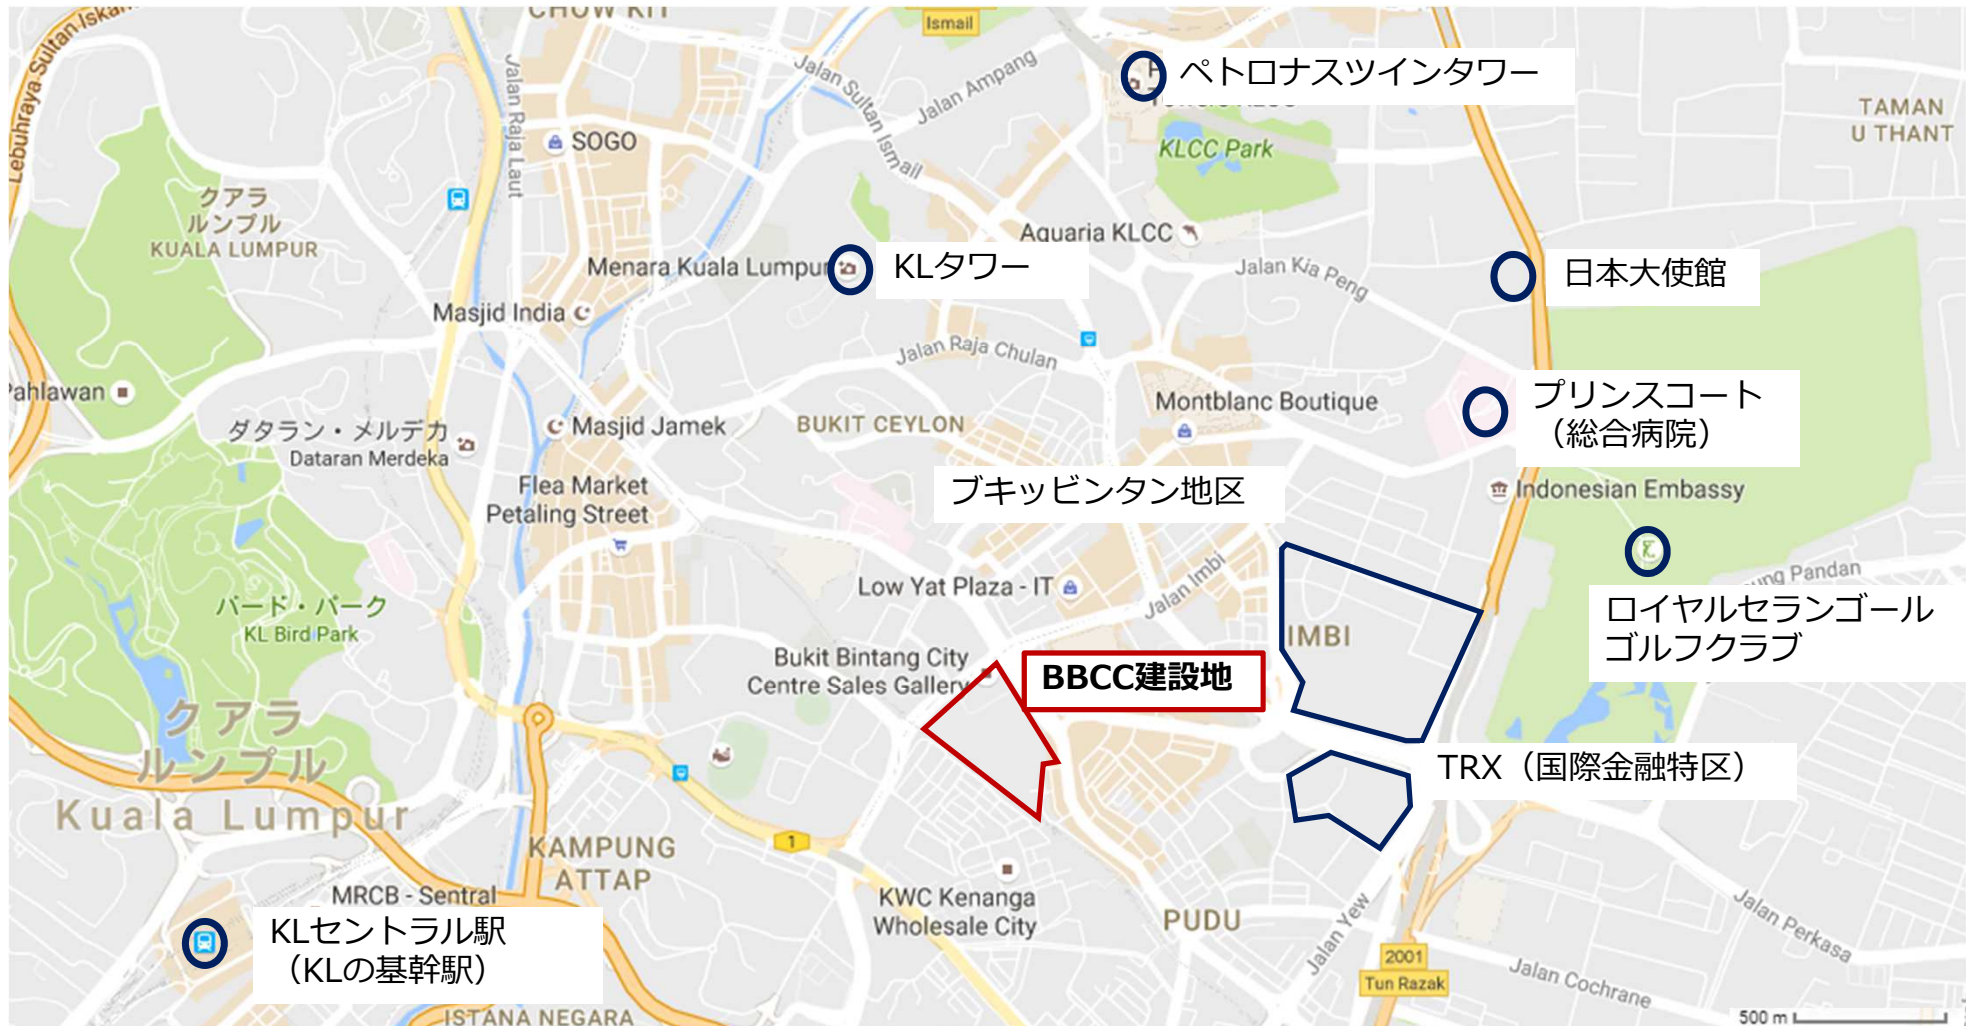 CHOW KIT
Ismail
Lebuhraya Sultan Iskan
Jalan Raja Laut
Jalan Sultan Ismail
Jalan Ampang
ペトロナスツインタワー
TAMAN
U THANT
SOGO
KLCC Park
クアラ
ルンプル
KUALA LUMPUR
Aquaria KLCC
Menara Kuala Lumpur
KLタワー
Jalan Kia Peng
日本大使館
Masjid India
Jalan Raja Chulan
Pahlawan
Montblanc Boutique
プリンスコート
（総合病院）
ダタラン・メルデカ
Dataran Merdeka
Masjid Jamek
BUKIT CEYLON
Flea Market
Petaling Street
ブキッビンタン地区
Indonesian Embassy
Low Yat Plaza - IT
Jalan Imbi
ung Pandan
バード・パーク
KL Bird Park
IMBI
ロイヤルセランゴール
ゴルフクラブ
Bukit Bintang City
Centre Sales Gallery
BBCC建設地
クアラ
ルンプル
Kuala Lumpur
TRX（国際金融特区）
1
KAMPUNG
ATTAP
MRCB - Sentral
KWC Kenanga
Wholesale City
PUDU
Jalan Yew
Jalan Perkasa
KLセントラル駅
（KLの基幹駅）
2001
Tun Razak
Jalan Cochrane
ISTANA NEGARA
500 m